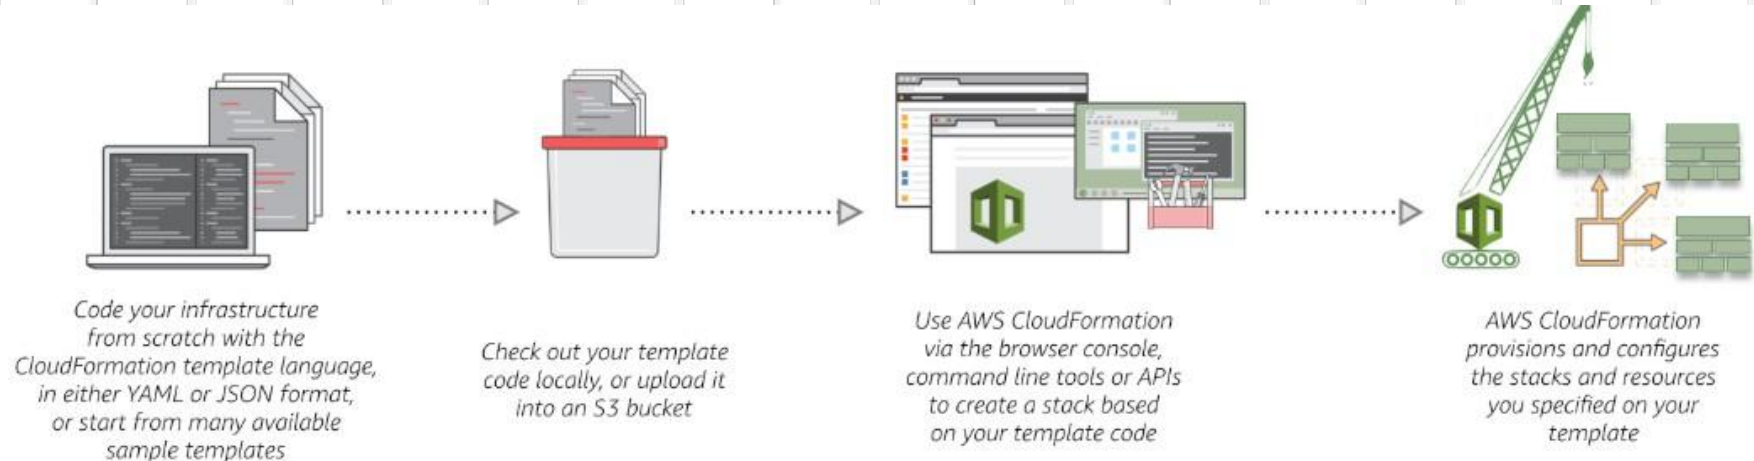 Code your infrastructure
from scratch with the
CloudFormation template language,
in either YAML or JSON format,
or start from many available
sample templates
Check out your template
code locally, or upload it
into an S3 bucket
Use AWS CloudFormation
via the browser console,
command line tools or APIs
to create a stack based
on your template code
AWS CloudFormation
provisions and configures
the stacks and resources
you specified on your
template